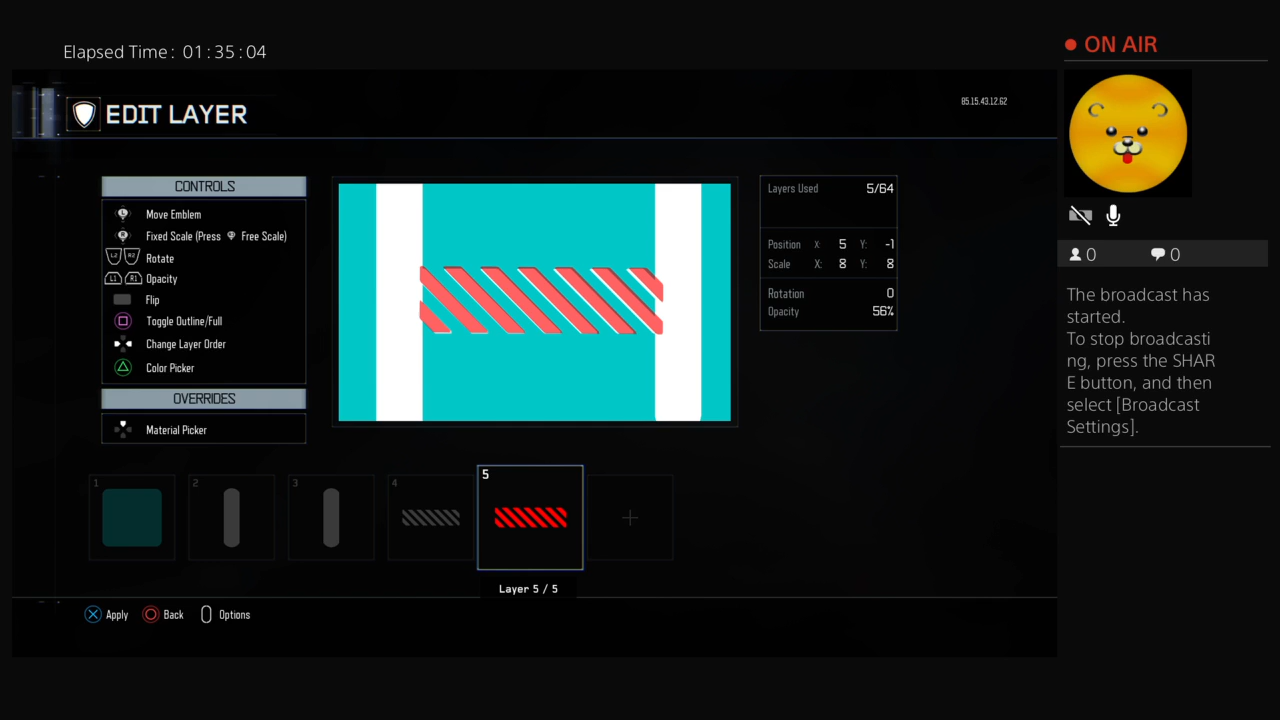 Elapsed Time: 01:35:04
ON AIR
EDIT LAYER
85.15.43.12.62
CONTROLS
L Move Emblem
R Fixed Scale (Press Free Scale)
L2 R2 Rotate
L1 R1 Opacity
Flip
Toggle Outline/Full
Change Layer Order
Color Picker
OVERRIDES
Material Picker
Layers Used 5/64
Position X: 5 Y: -1
Scale X: 8 Y: 8
Rotation 0
Opacity 56%
0 0
The broadcast has
started.
To stop broadcasti
ng, press the SHAR
E button, and then
select [Broadcast
Settings].
1 2 3 4 5
Layer 5 / 5
Apply Back Options